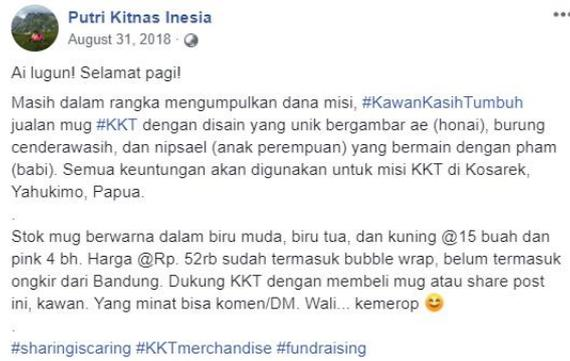 Putri Kitnas Inesia
August 31, 2018 ·
Ai lugun! Selamat pagi!
Masih dalam rangka mengumpulkan dana misi, #KawanKasihTumbuh
jualan mug #KKT dengan disain yang unik bergambar ae (honai), burung
cenderawasih, dan nipsael (anak perempuan) yang bermain dengan pham
(babi). Semua keuntungan akan digunakan untuk misi KKT di Kosarek,
Yahukimo, Papua.
.
Stok mug berwarna dalam biru muda, biru tua, dan kuning @15 buah dan
pink 4 bh. Harga @Rp. 52rb sudah termasuk bubble wrap, belum termasuk
ongkir dari Bandung. Dukung KKT dengan membeli mug atau share post
ini, kawan. Yang minat bisa komen/DM. Wali... kemerop 😊
.
#sharingiscaring #KKTmerchandise #fundraising